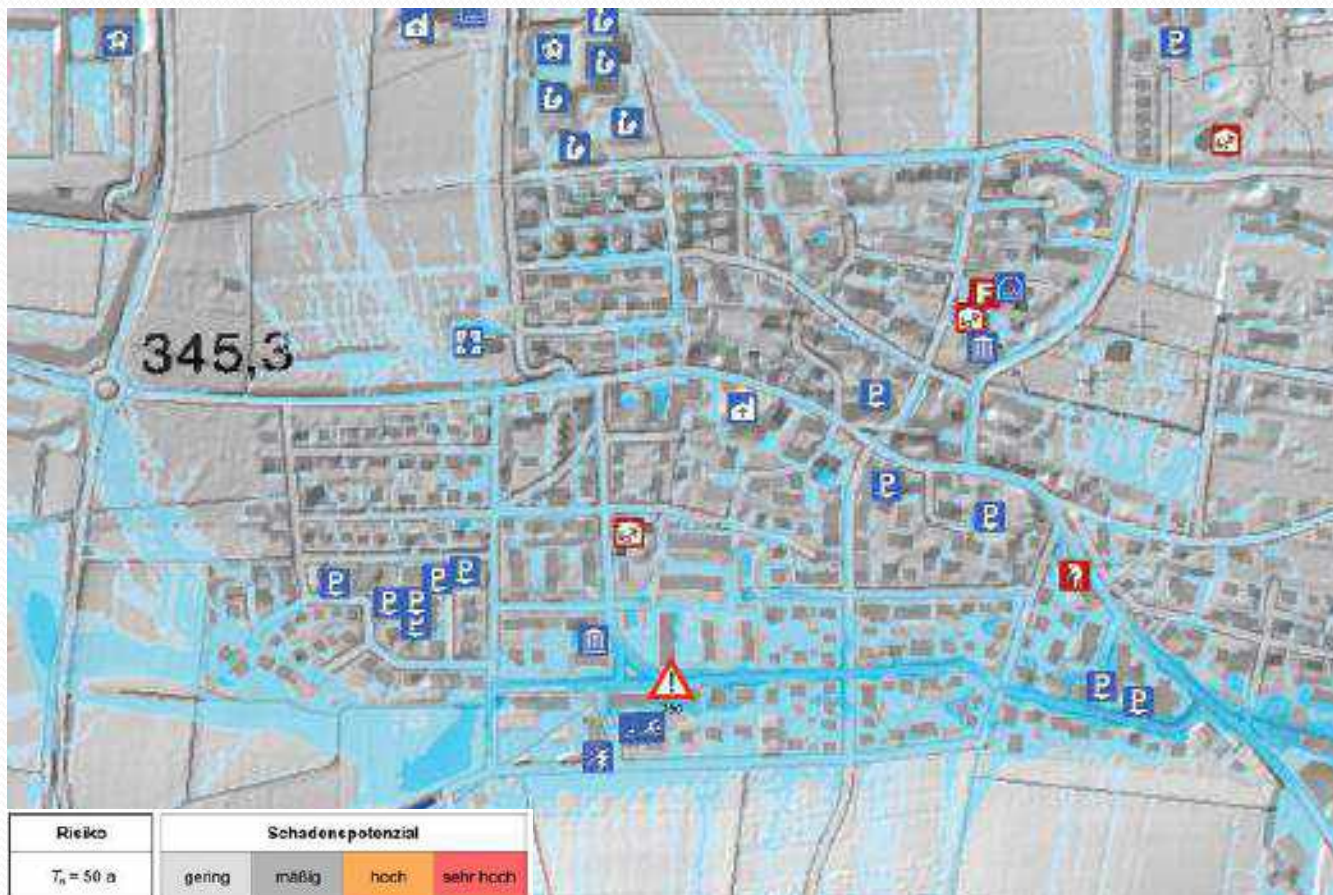 P
F
345,3
P
P
P
P
P
P
P
P
P
P
P
Risiko
Schadenspotenzial
Tₙ = 50 a
gering
mäßig
hoch
sehr hoch